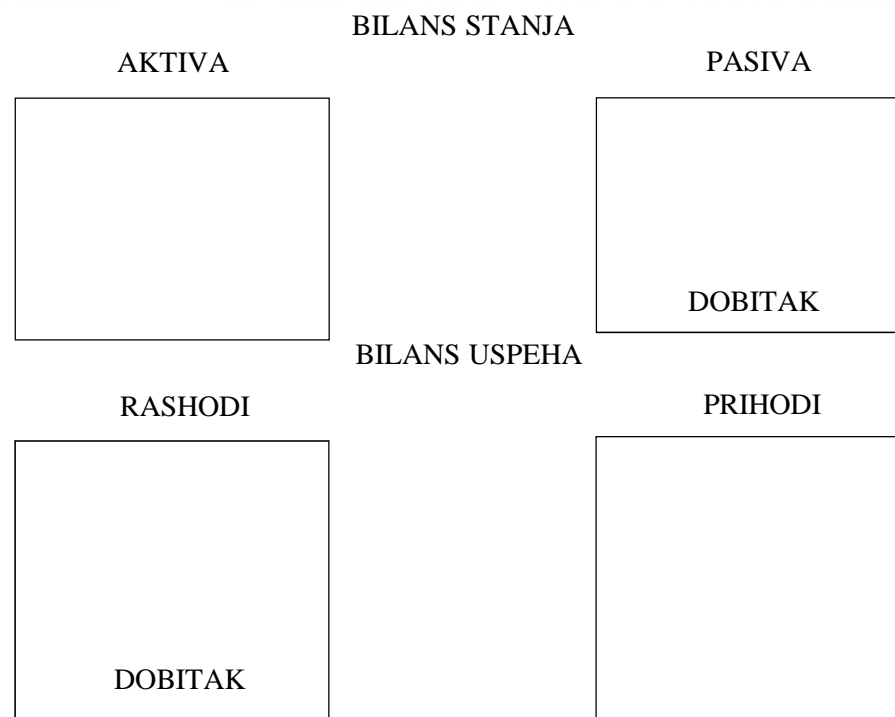 BILANS STANJA
AKTIVA PASIVA
DOBITAK
BILANS USPEHA
RASHODI PRIHODI
DOBITAK